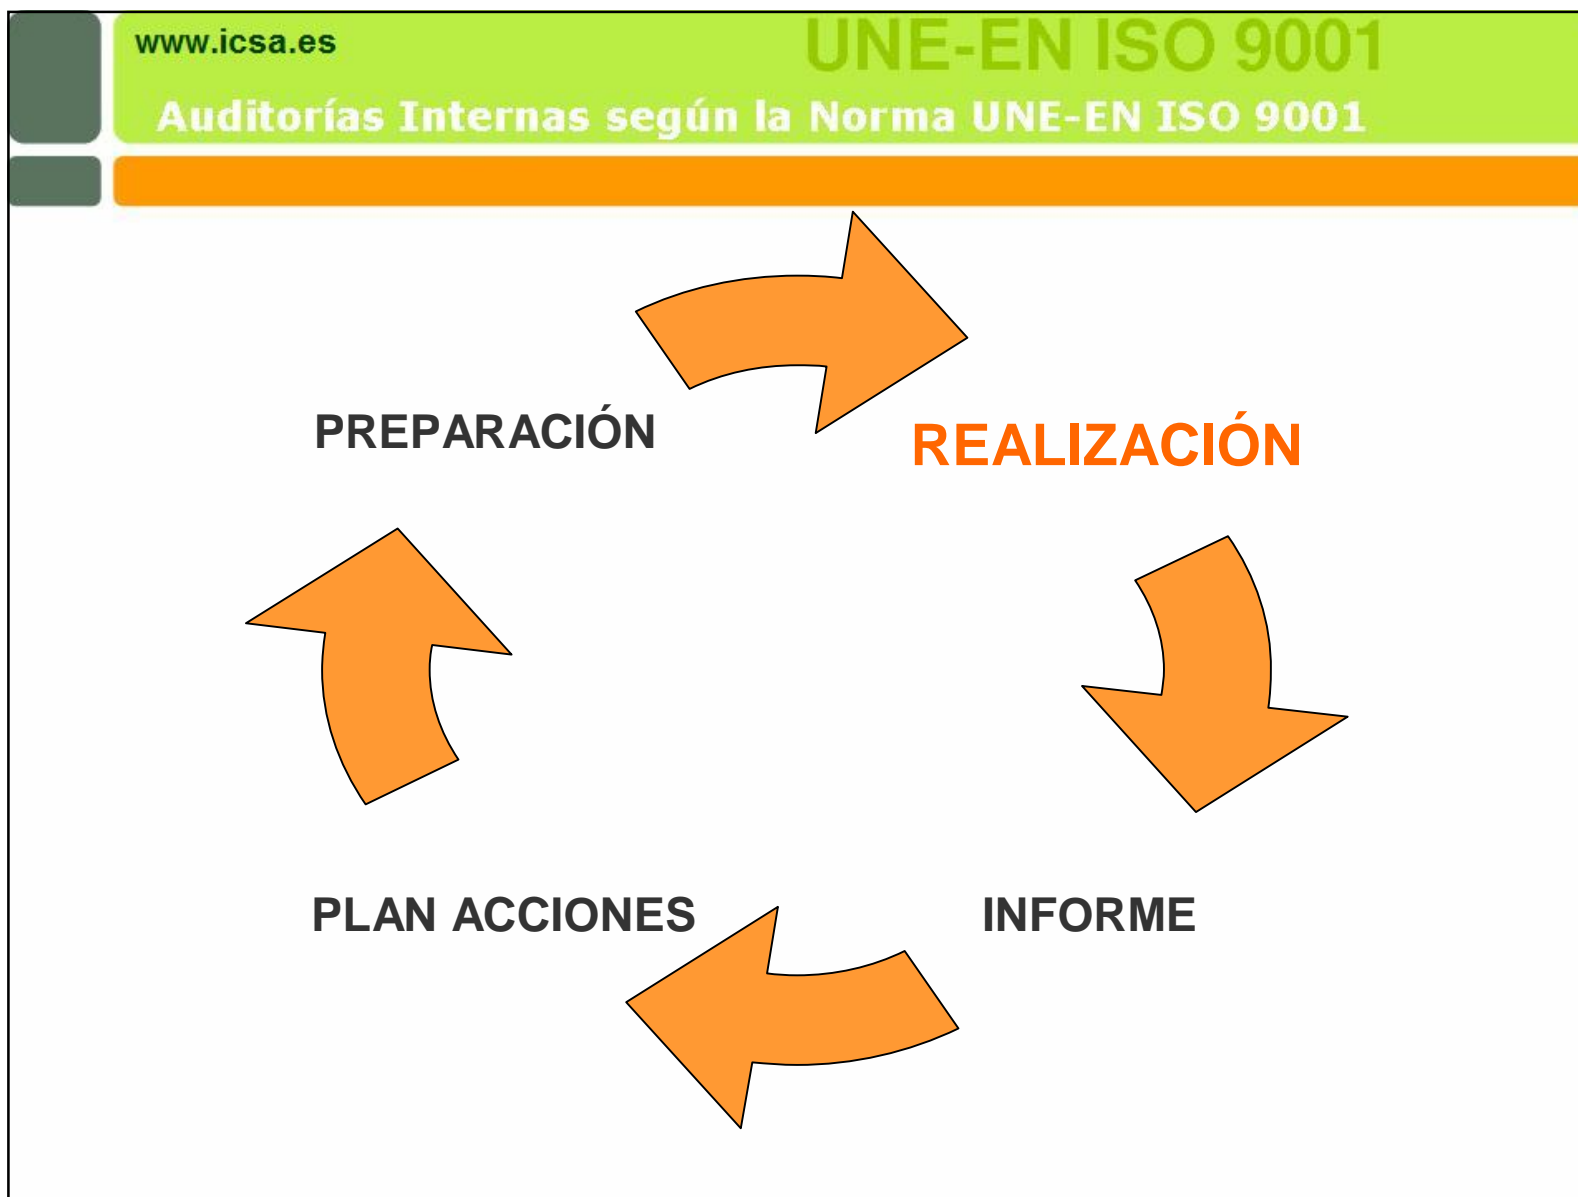 www.icsa.es
UNE-EN ISO 9001
Auditorías Internas según la Norma UNE-EN ISO 9001
PREPARACIÓN
REALIZACIÓN
PLAN ACCIONES
INFORME